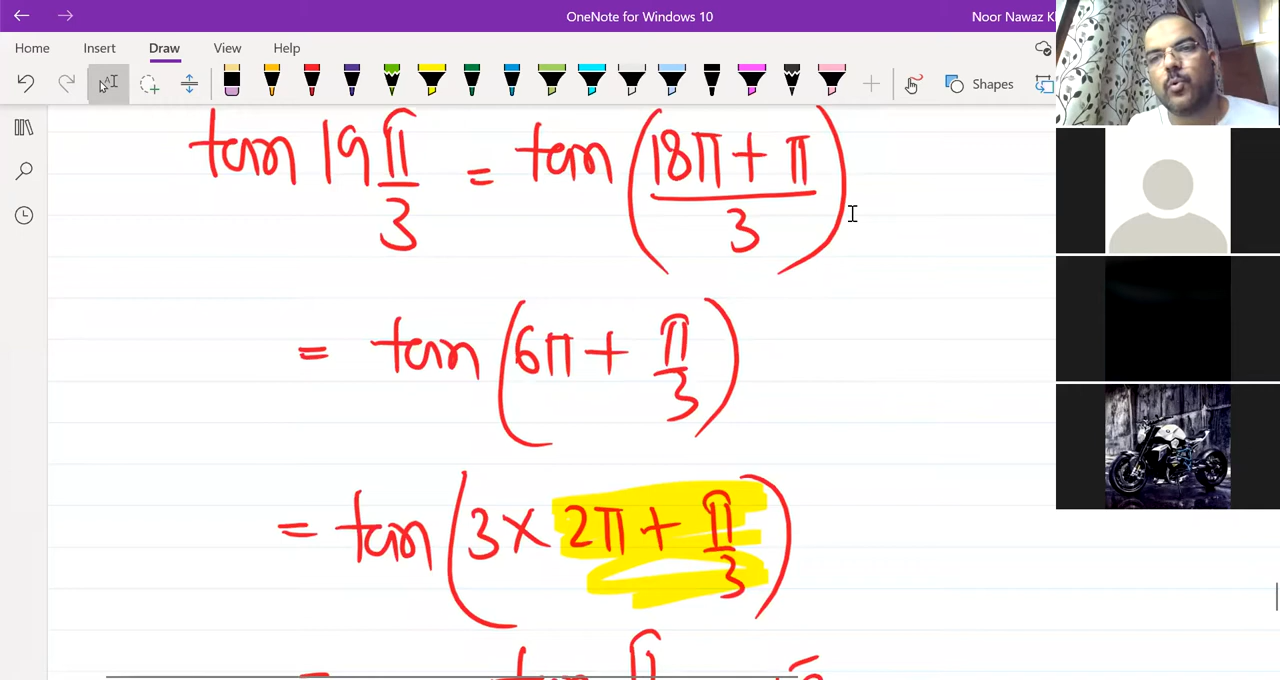 OneNote for Windows 10
Noor Nawaz K
Home Insert Draw View Help
Shapes
tan 19π/3 = tan (18π + π / 3)
= tan (6π + π/3)
= tan (3 × 2π + π/3)
= tan π